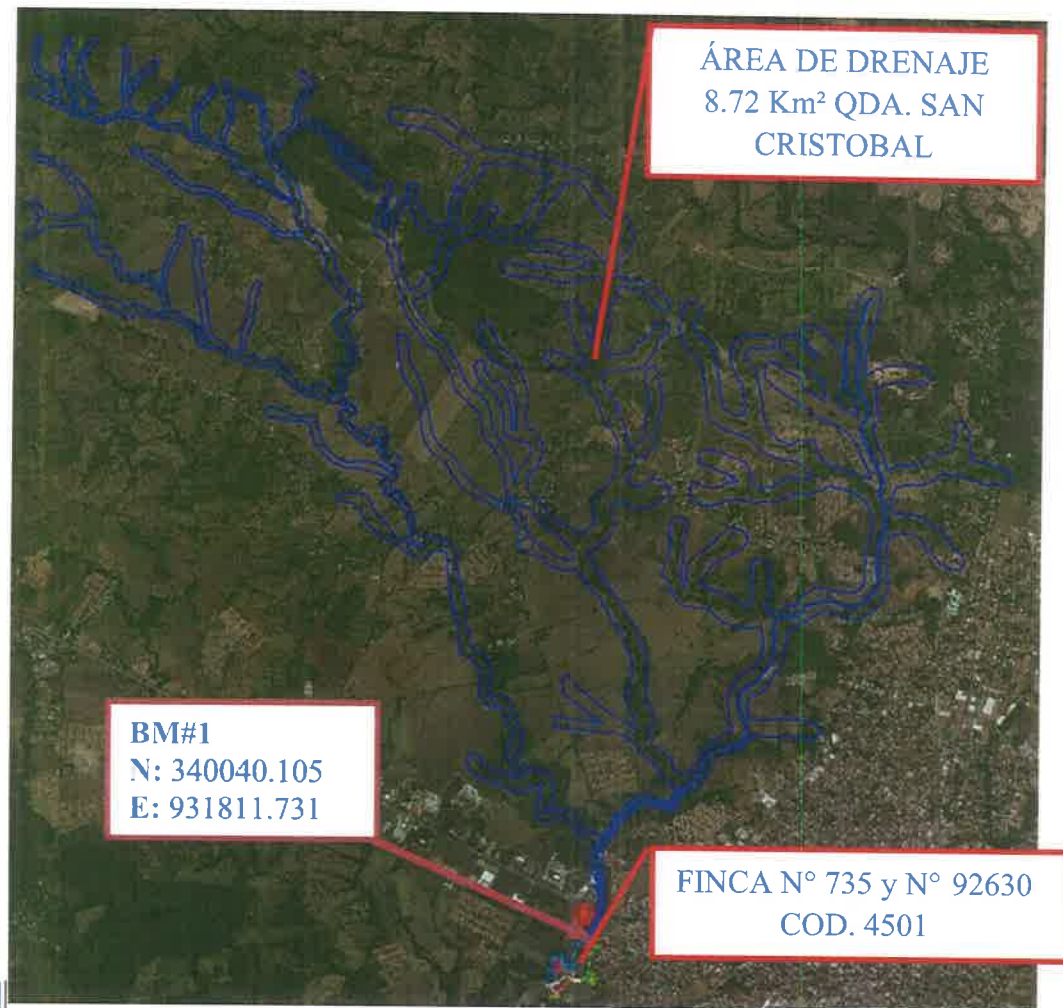 ÁREA DE DRENAJE
8.72 Km² QDA. SAN
CRISTOBAL
BM#1
N: 340040.105
E: 931811.731
FINCA N° 735 y N° 92630
COD. 4501